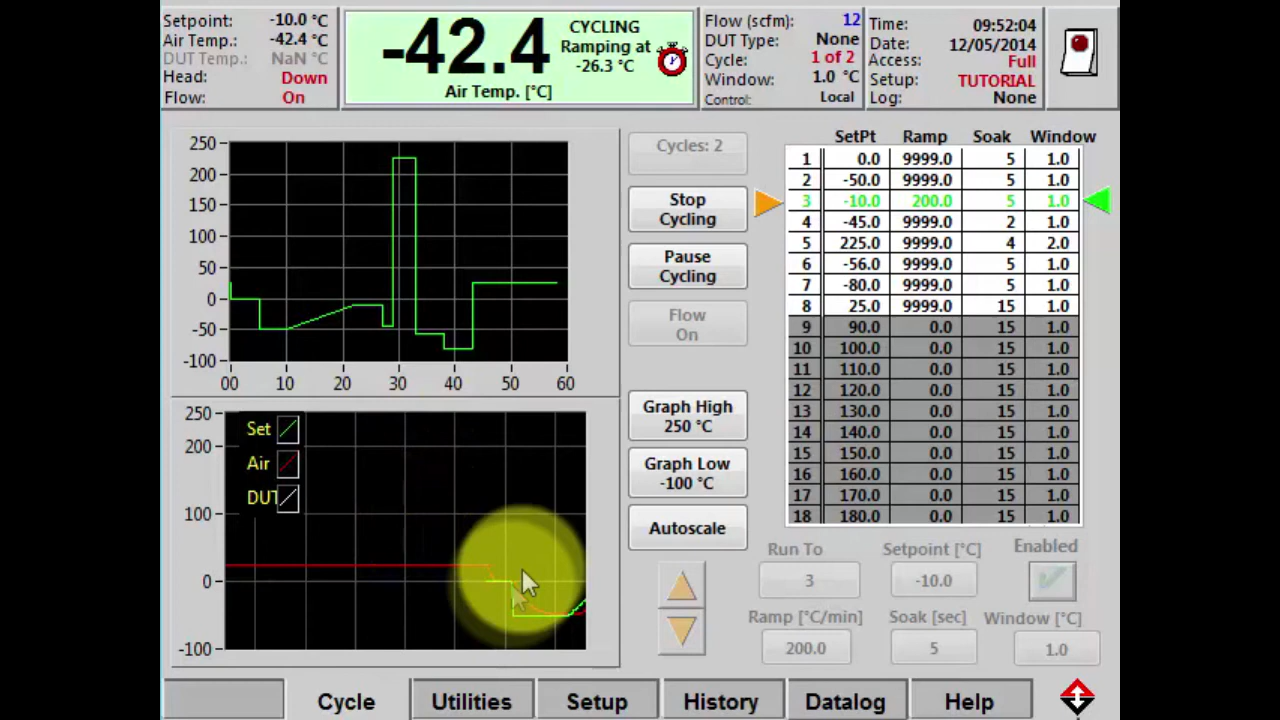 Setpoint: -10.0 °C
Air Temp.: -42.4 °C
DUT Temp.: NaN °C
Head: Down
Flow: On
-42.4
CYCLING
Ramping at
-26.3 °C
Air Temp. [°C]
Flow (scfm): 12
DUT Type: None
Cycle: 1 of 2
Window: 1.0 °C
Control: Local
Time: 09:52:04
Date: 12/05/2014
Access: Full
Setup: TUTORIAL
Log: None
250
200
150
100
50
0
-50
-100
00 10 20 30 40 50 60
250
200
100
0
-100
Set
Air
DUT
Cycles: 2
Stop
Cycling
Pause
Cycling
Flow
On
Graph High
250 °C
Graph Low
-100 °C
Autoscale
SetPt Ramp Soak Window
1 0.0 9999.0 5 1.0
2 -50.0 9999.0 5 1.0
3 -10.0 200.0 5 1.0
4 -45.0 9999.0 2 1.0
5 225.0 9999.0 4 2.0
6 -56.0 9999.0 5 1.0
7 -80.0 9999.0 5 1.0
8 25.0 9999.0 15 1.0
9 90.0 0.0 15 1.0
10 100.0 0.0 15 1.0
11 110.0 0.0 15 1.0
12 120.0 0.0 15 1.0
13 130.0 0.0 15 1.0
14 140.0 0.0 15 1.0
15 150.0 0.0 15 1.0
16 160.0 0.0 15 1.0
17 170.0 0.0 15 1.0
18 180.0 0.0 15 1.0
Run To Setpoint [°C] Enabled
3 -10.0
Ramp [°C/min] Soak [sec] Window [°C]
200.0 5 1.0
Cycle Utilities Setup History Datalog Help